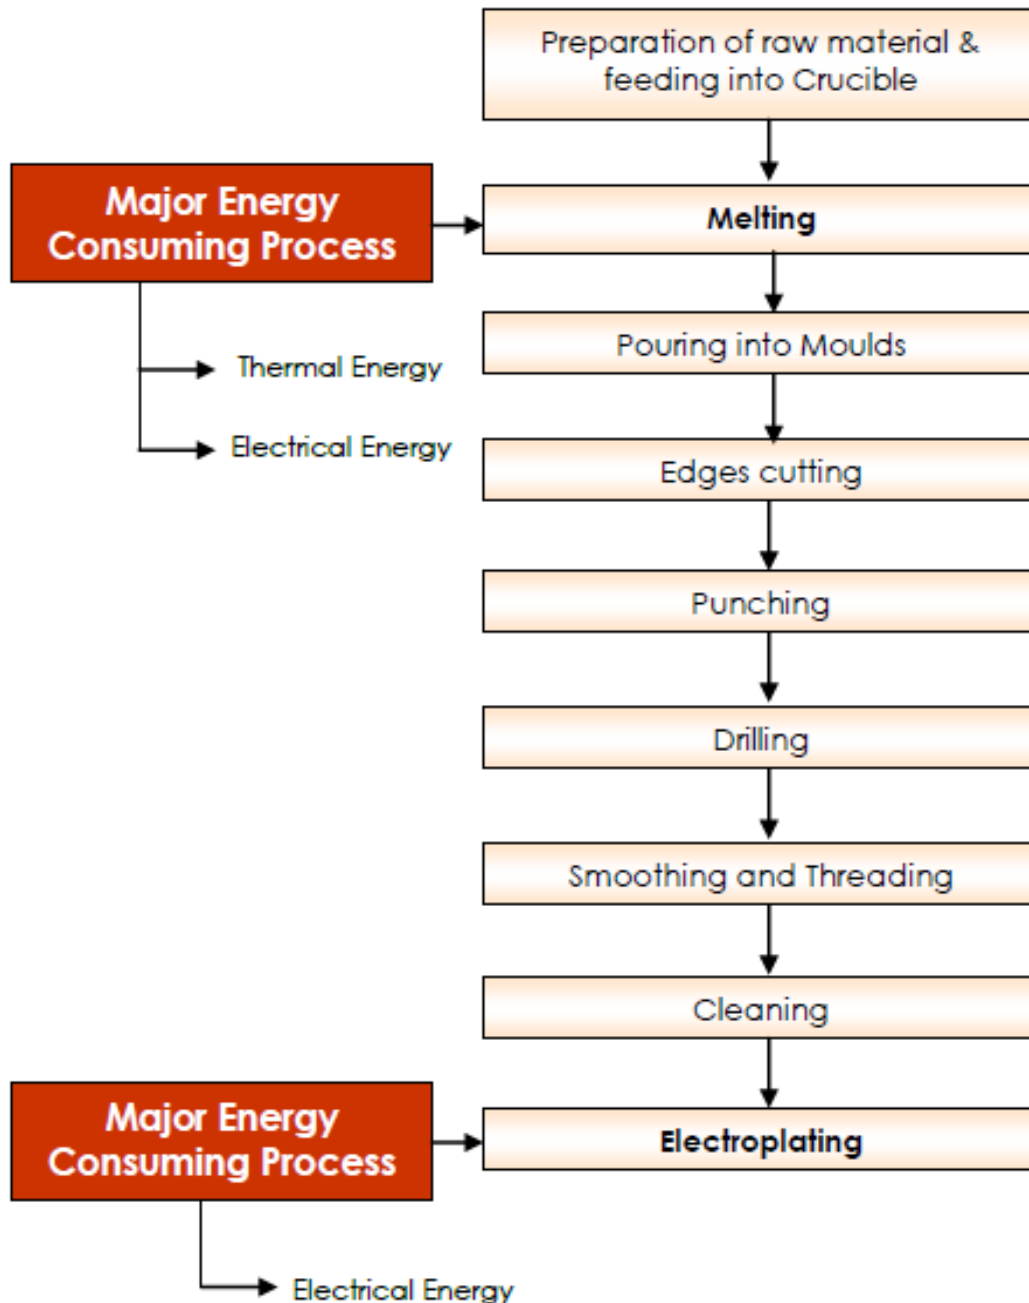 Preparation of raw material &
feeding into Crucible
Major Energy
Consuming Process
Melting
Thermal Energy
Electrical Energy
Pouring into Moulds
Edges cutting
Punching
Drilling
Smoothing and Threading
Cleaning
Major Energy
Consuming Process
Electroplating
Electrical Energy